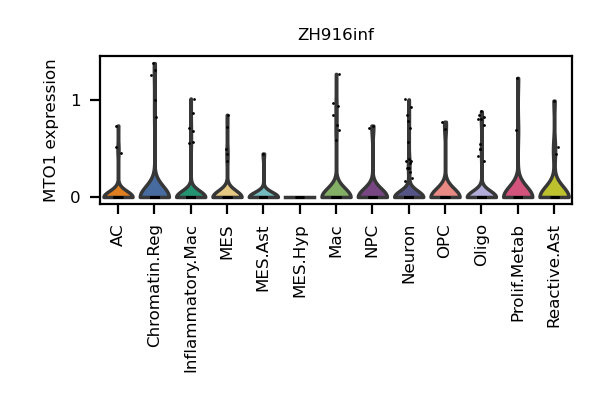 ZH916inf
MTO1 expression
1
0
AC
Chromatin.Reg
Inflammatory.Mac
MES
MES.Ast
MES.Hyp
Mac
NPC
Neuron
OPC
Oligo
Prolif.Metab
Reactive.Ast